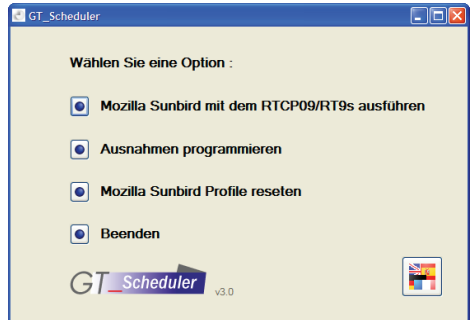 GT_Scheduler
Wählen Sie eine Option :
Mozilla Sunbird mit dem RTCP09/RT9s ausführen
Ausnahmen programmieren
Mozilla Sunbird Profile reseten
Beenden
GT_Scheduler v3.0